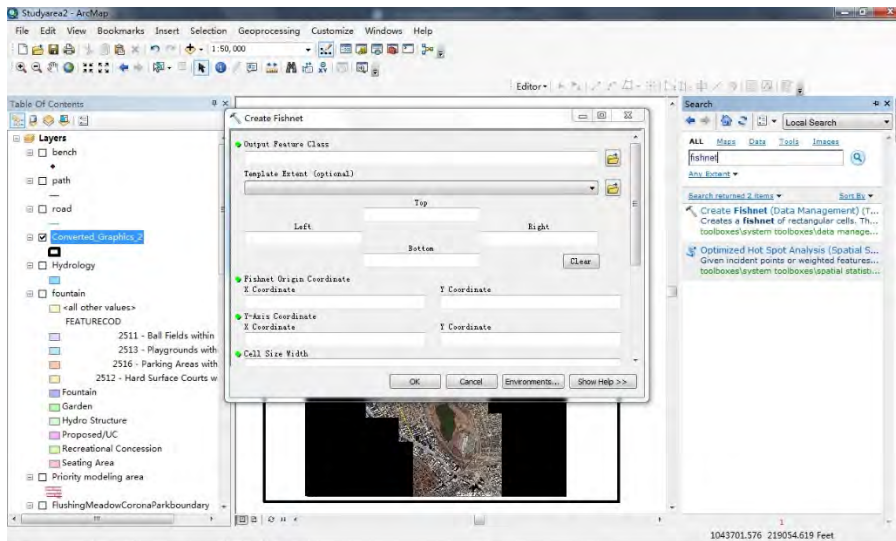 Studyarea2 - ArcMap
File Edit View Bookmarks Insert Selection Geoprocessing Customize Windows Help
1:50,000
Editor
Table Of Contents
Layers
bench
path
road
Converted_Graphics_2
Hydrology
fountain
<all other values>
FEATURECOD
2511 - Ball Fields within
2513 - Playgrounds with
2516 - Parking Areas with
2512 - Hard Surface Courts w
Fountain
Garden
Hydro Structure
Proposed/UC
Recreational Concession
Seating Area
Priority modeling area
FlushingMeadowCoronaParkboundary
Create Fishnet
Output Feature Class
Template Extent (optional)
Top
Left Right
Bottom
Clear
Fishnet Origin Coordinate
X Coordinate Y Coordinate
Y-Axis Coordinate
X Coordinate Y Coordinate
Cell Size Width
OK Cancel Environments... Show Help >>
Search
Local Search
ALL Maps Data Tools Images
fishnet
Any Extent
Search returned 2 items Sort By
Create Fishnet (Data Management) (T...
Creates a fishnet of rectangular cells. Th...
toolboxes\system toolboxes\data manage...
Optimized Hot Spot Analysis (Spatial S...
Given incident points or weighted features...
toolboxes\system toolboxes\spatial statisti...
1
1043701.576 219054.619 Feet